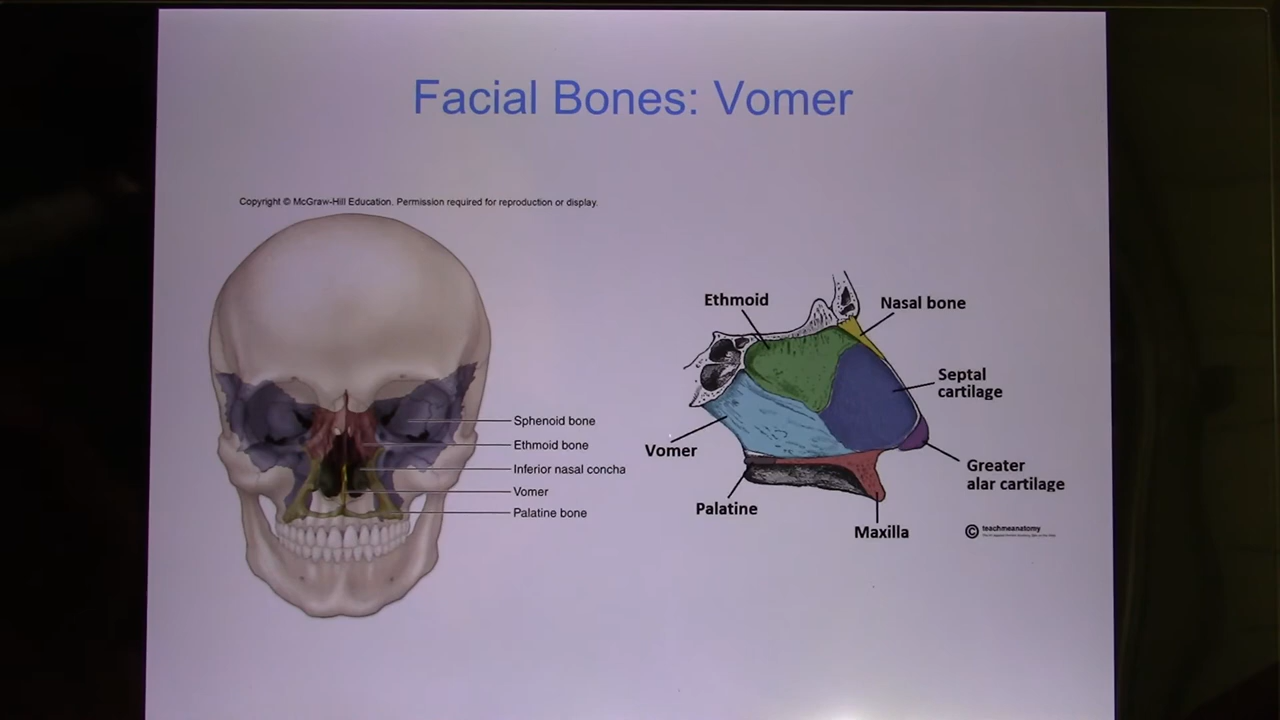 Facial Bones: Vomer
Copyright © McGraw-Hill Education. Permission required for reproduction or display.
Sphenoid bone
Ethmoid bone
Inferior nasal concha
Vomer
Palatine bone
Ethmoid
Nasal bone
Septal
cartilage
Vomer
Greater
alar cartilage
Palatine
Maxilla
© teachmeanatomy